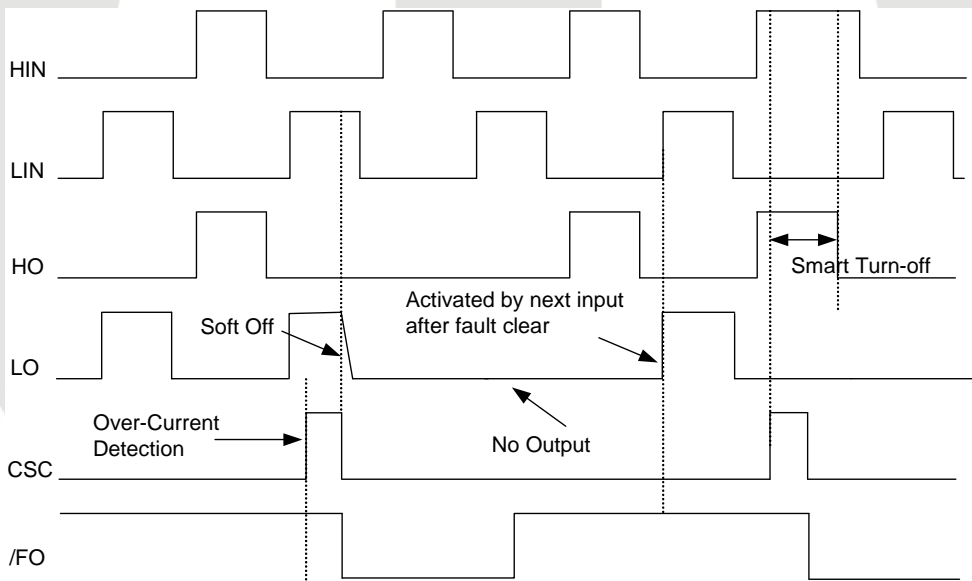 HIN
LIN
HO
Smart Turn-off
Activated by next input
after fault clear
Soft Off
LO
Over-Current
Detection
No Output
CSC
/FO